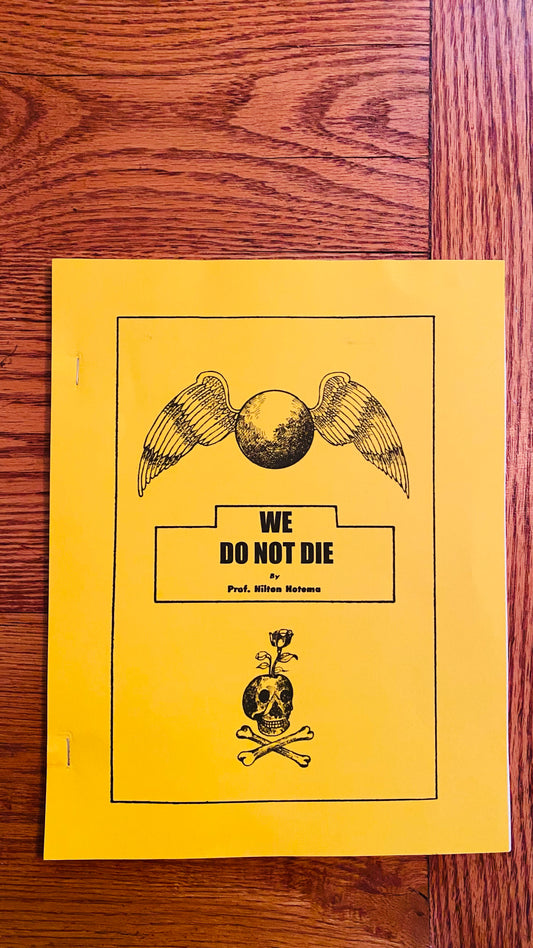 WE
DO NOT DIE
By
Prof. Hilton Hotema